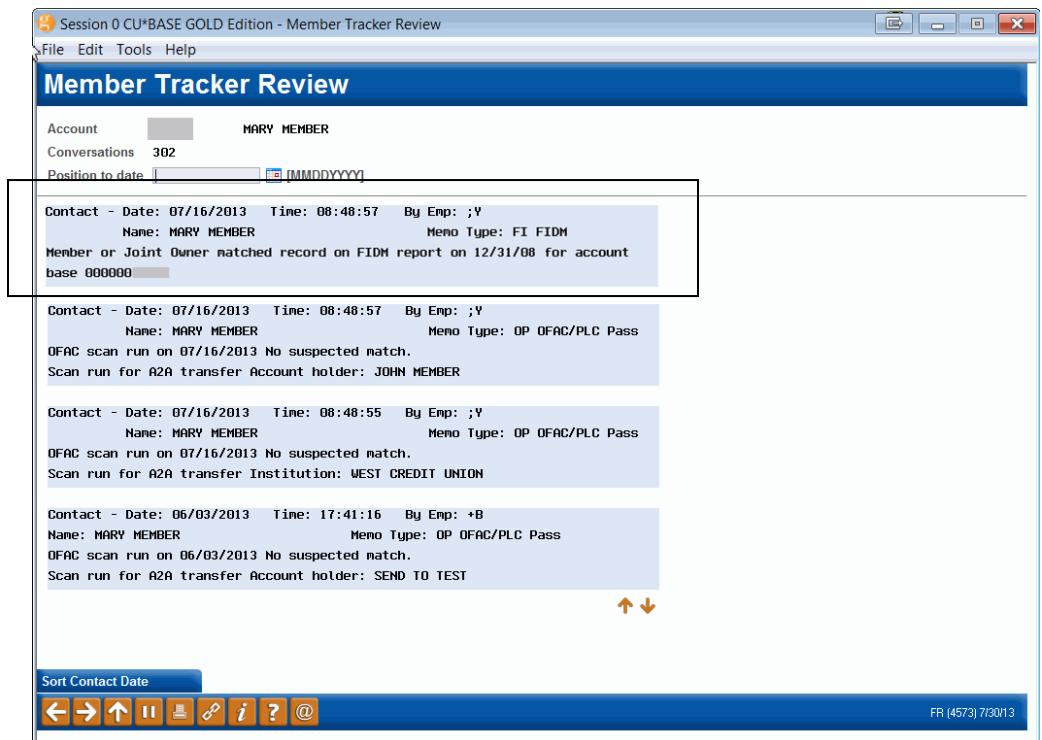 Session 0 CU*BASE GOLD Edition - Member Tracker Review
File Edit Tools Help
Member Tracker Review
Account MARY MEMBER
Conversations 302
Position to date [MMDDYYYY]
Contact - Date: 07/16/2013 Time: 08:48:57 By Emp: ;Y
Name: MARY MEMBER Memo Type: FI FIDM
Member or Joint Owner matched record on FIDM report on 12/31/08 for account
base 000000
Contact - Date: 07/16/2013 Time: 08:48:57 By Emp: ;Y
Name: MARY MEMBER Memo Type: OP OFAC/PLC Pass
OFAC scan run on 07/16/2013 No suspected match.
Scan run for A2A transfer Account holder: JOHN MEMBER
Contact - Date: 07/16/2013 Time: 08:48:55 By Emp: ;Y
Name: MARY MEMBER Memo Type: OP OFAC/PLC Pass
OFAC scan run on 07/16/2013 No suspected match.
Scan run for A2A transfer Institution: WEST CREDIT UNION
Contact - Date: 06/03/2013 Time: 17:41:16 By Emp: +B
Name: MARY MEMBER Memo Type: OP OFAC/PLC Pass
OFAC scan run on 06/03/2013 No suspected match.
Scan run for A2A transfer Account holder: SEND TO TEST
Sort Contact Date
FR (4573) 7/30/13